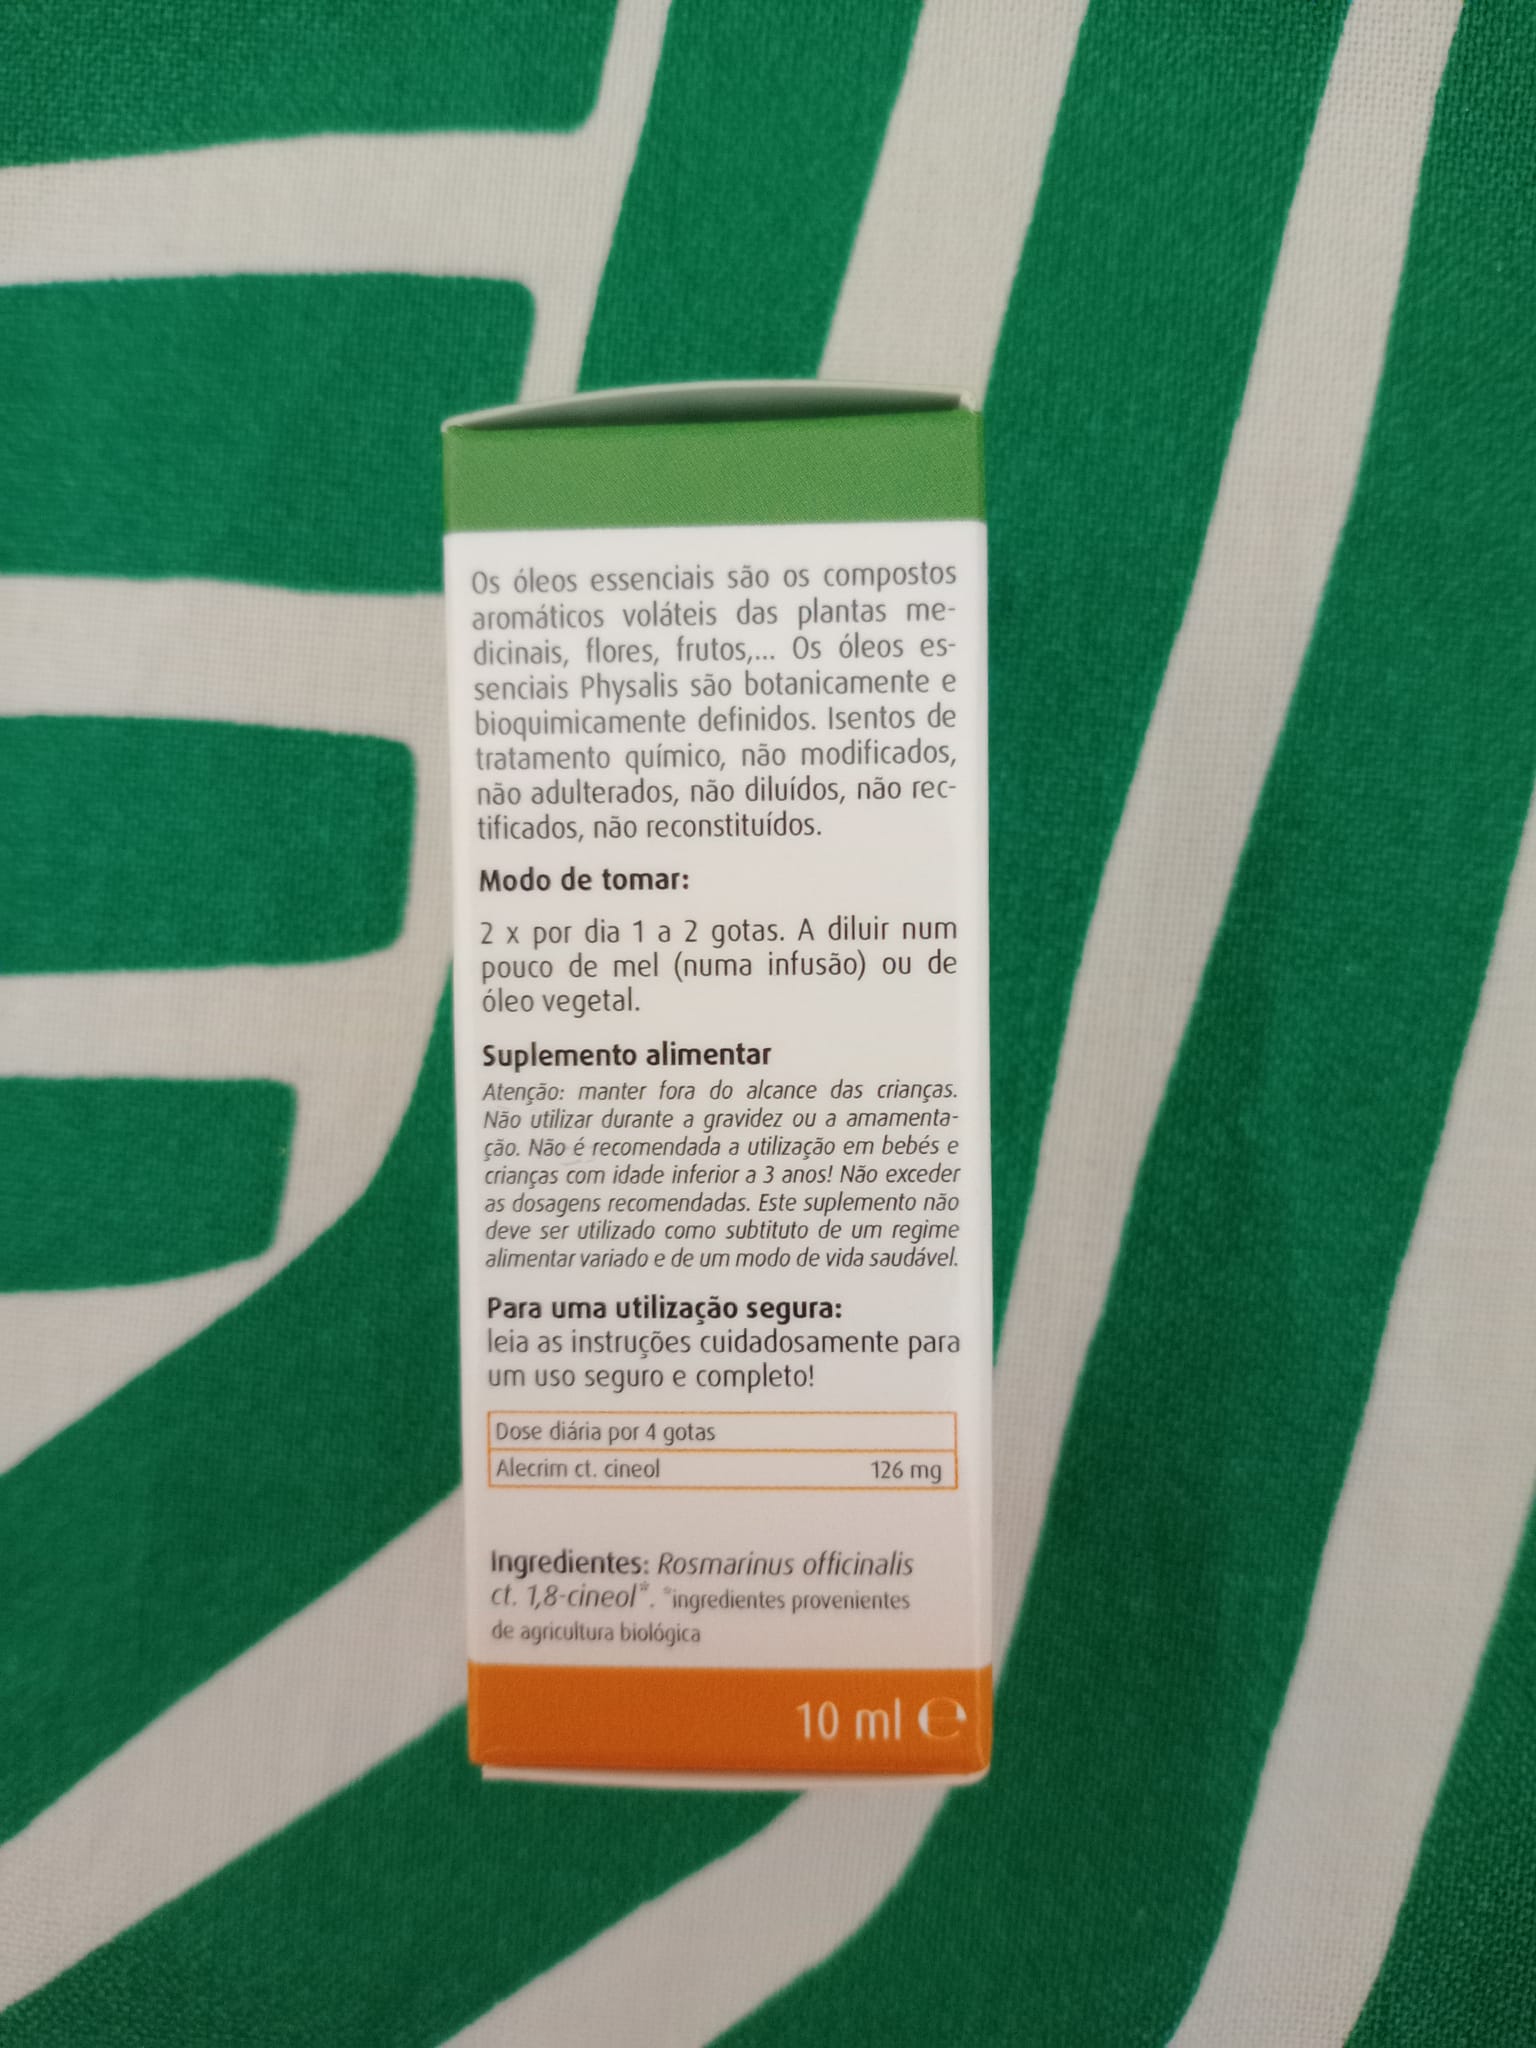 Os óleos essenciais são os compostos
aromáticos voláteis das plantas me-
dicinais, flores, frutos,... Os óleos es-
senciais Physalis são botanicamente e
bioquimicamente definidos. Isentos de
tratamento químico, não modificados,
não adulterados, não diluídos, não rec-
tificados, não reconstituídos.
Modo de tomar:
2 x por dia 1 a 2 gotas. A diluir num
pouco de mel (numa infusão) ou de
óleo vegetal.
Suplemento alimentar
Atenção: manter fora do alcance das crianças.
Não utilizar durante a gravidez ou a amamenta-
ção. Não é recomendada a utilização em bebés e
crianças com idade inferior a 3 anos! Não exceder
as dosagens recomendadas. Este suplemento não
deve ser utilizado como subtituto de um regime
alimentar variado e de um modo de vida saudável.
Para uma utilização segura:
leia as instruções cuidadosamente para
um uso seguro e completo!
Dose diária por 4 gotas
Alecrim ct. cineol 126 mg
Ingredientes: Rosmarinus officinalis
ct. 1,8-cineol*. *ingredientes provenientes
de agricultura biológica
10 ml ℮